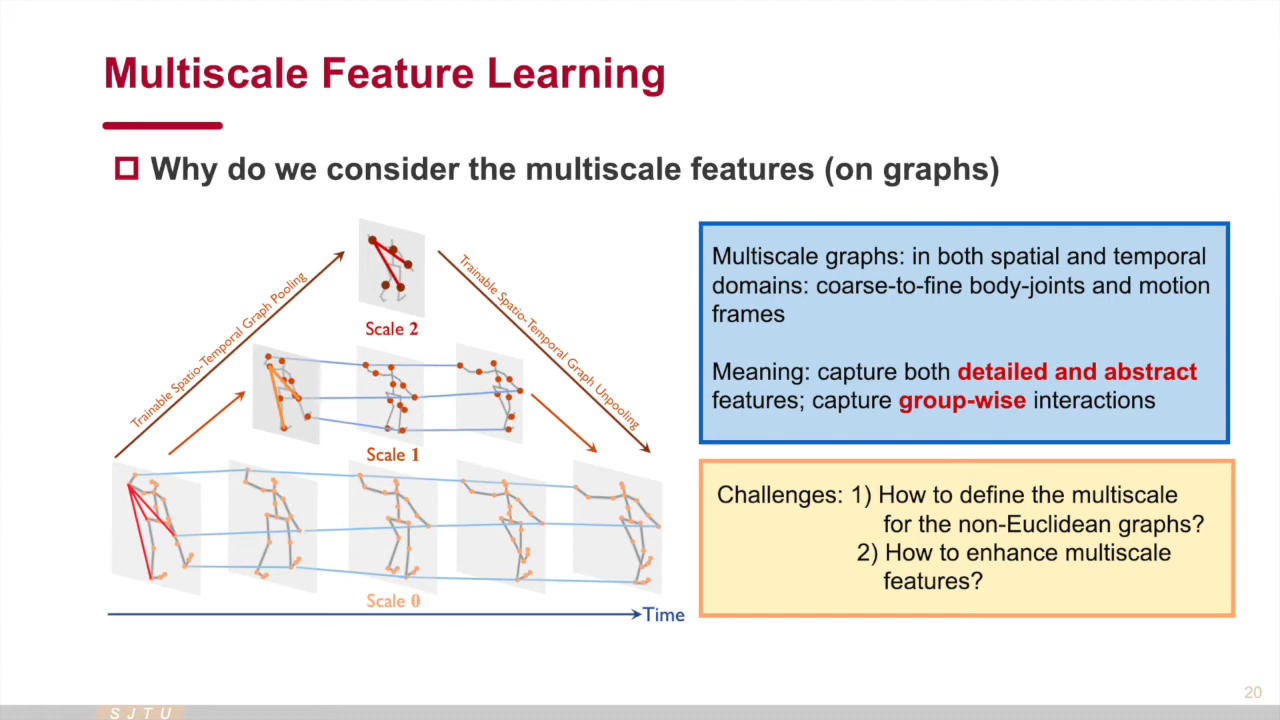 Multiscale Feature Learning
Why do we consider the multiscale features (on graphs)
Trainable Spatio-Temporal Graph Pooling
Trainable Spatio-Temporal Graph Unpooling
Scale 2
Scale 1
Scale 0
Time
Multiscale graphs: in both spatial and temporal
domains: coarse-to-fine body-joints and motion
frames
Meaning: capture both detailed and abstract
features; capture group-wise interactions
Challenges: 1) How to define the multiscale
for the non-Euclidean graphs?
2) How to enhance multiscale
features?
20
SJTU